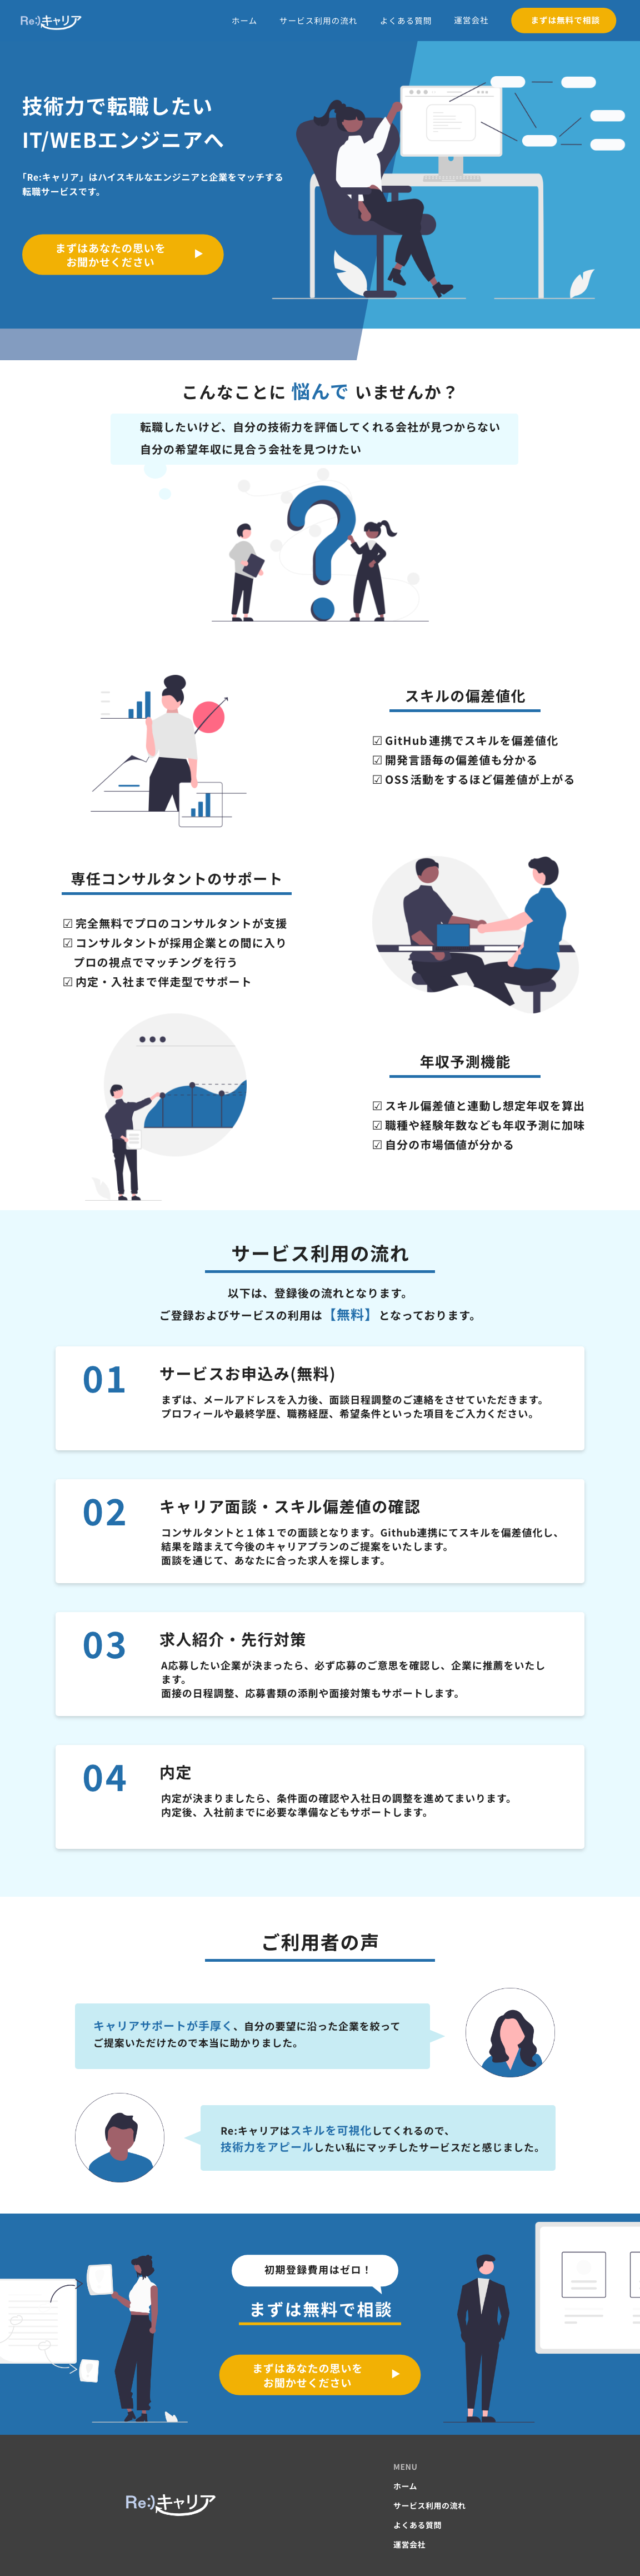 Re:)キャリア
ホーム
サービス利用の流れ
よくある質問
運営会社
まずは無料で相談
技術力で転職したい
IT/WEBエンジニアへ
「Re:キャリア」はハイスキルなエンジニアと企業をマッチする
転職サービスです。
まずはあなたの思いを
お聞かせください
こんなことに 悩んで いませんか？
転職したいけど、自分の技術力を評価してくれる会社が見つからない
自分の希望年収に見合う会社を見つけたい
スキルの偏差値化
☑ GitHub連携でスキルを偏差値化
☑ 開発言語毎の偏差値も分かる
☑ OSS活動をするほど偏差値が上がる
専任コンサルタントのサポート
☑ 完全無料でプロのコンサルタントが支援
☑ コンサルタントが採用企業との間に入り
プロの視点でマッチングを行う
☑ 内定・入社まで伴走型でサポート
年収予測機能
☑ スキル偏差値と連動し想定年収を算出
☑ 職種や経験年数なども年収予測に加味
☑ 自分の市場価値が分かる
サービス利用の流れ
以下は、登録後の流れとなります。
ご登録およびサービスの利用は【無料】となっております。
01
サービスお申込み(無料)
まずは、メールアドレスを入力後、面談日程調整のご連絡をさせていただきます。
プロフィールや最終学歴、職務経歴、希望条件といった項目をご入力ください。
02
キャリア面談・スキル偏差値の確認
コンサルタントと１体１での面談となります。Github連携にてスキルを偏差値化し、
結果を踏まえて今後のキャリアプランのご提案をいたします。
面談を通じて、あなたに合った求人を探します。
03
求人紹介・先行対策
A応募したい企業が決まったら、必ず応募のご意思を確認し、企業に推薦をいたし
ます。
面接の日程調整、応募書類の添削や面接対策もサポートします。
04
内定
内定が決まりましたら、条件面の確認や入社日の調整を進めてまいります。
内定後、入社前までに必要な準備などもサポートします。
ご利用者の声
キャリアサポートが手厚く、自分の要望に沿った企業を絞って
ご提案いただけたので本当に助かりました。
Re:キャリアはスキルを可視化してくれるので、
技術力をアピールしたい私にマッチしたサービスだと感じました。
初期登録費用はゼロ！
まずは無料で相談
まずはあなたの思いを
お聞かせください
Re:)キャリア
MENU
ホーム
サービス利用の流れ
よくある質問
運営会社